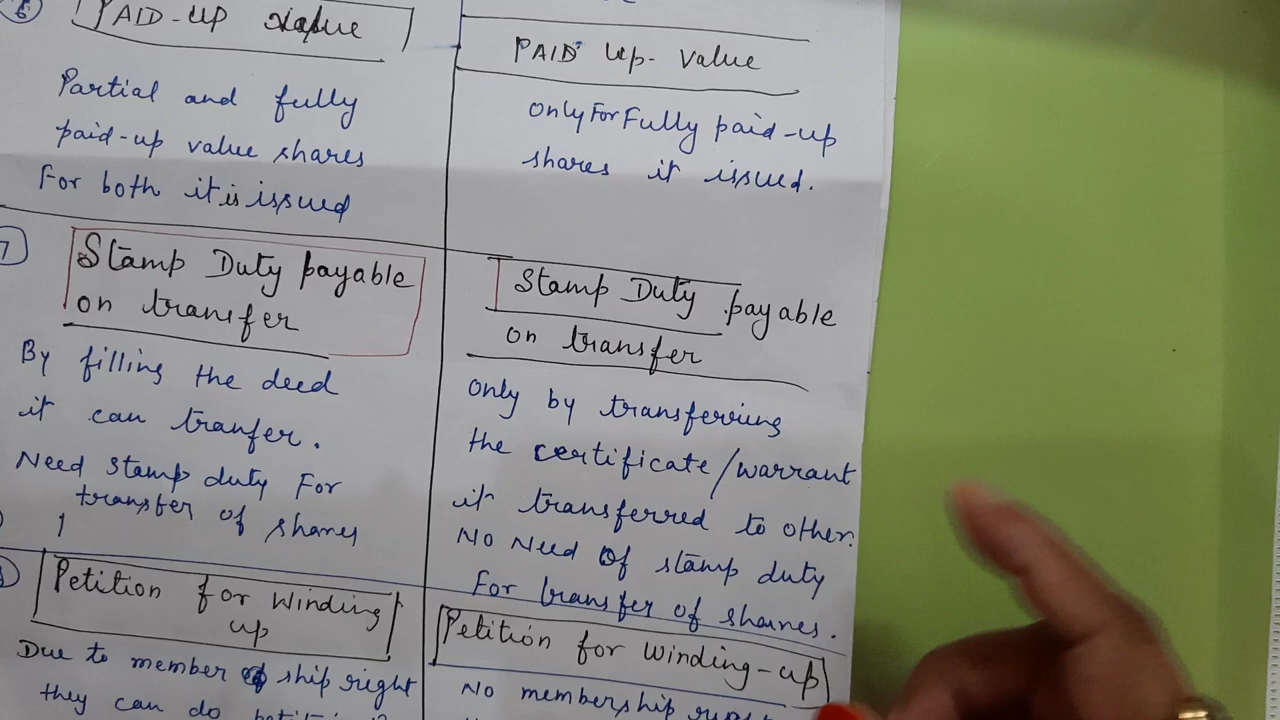 6
PAID-UP value
Partial and fully
paid-up value shares
For both it is issued
PAID Up- Value
only For Fully paid-up
shares it issued.
7
Stamp Duty payable
on transfer
By filling the deed
it can tranfer.
Need stamp duty For
transfer of shares
Stamp Duty payable
on transfer
only by transferring
the certificate/warrant
it transferred to other.
No Need Of stamp duty
For transfer of shares.
Petition for Winding
up
Due to member ship right
they can do
Petition for Winding-up
No membership